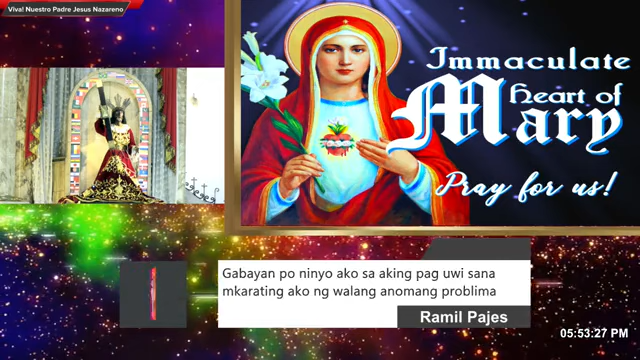 Viva! Nuestro Padre Jesus Nazareno
Immaculate
Heart of
Mary
Pray for us!
Gabayan po ninyo ako sa aking pag uwi sana
mkarating ako ng walang anomang problima
Ramil Pajes
05:53:27 PM